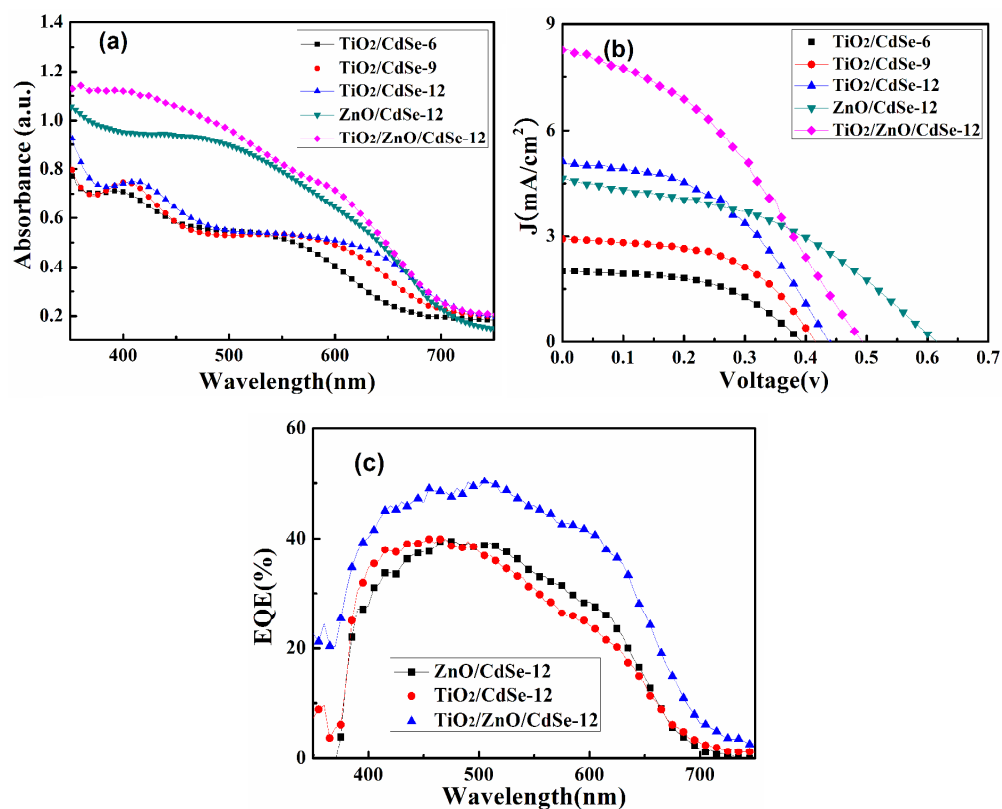 (a)
TiO2/CdSe-6
TiO2/CdSe-9
TiO2/CdSe-12
ZnO/CdSe-12
TiO2/ZnO/CdSe-12
Absorbance (a.u.)
1.4
1.2
1.0
0.8
0.6
0.4
0.2
400 500 600 700
Wavelength(nm)
(b)
TiO2/CdSe-6
TiO2/CdSe-9
TiO2/CdSe-12
ZnO/CdSe-12
TiO2/ZnO/CdSe-12
J(mA/cm²)
9
6
3
0
0.0 0.1 0.2 0.3 0.4 0.5 0.6 0.7
Voltage(v)
(c)
EQE(%)
60
40
20
0
ZnO/CdSe-12
TiO2/CdSe-12
TiO2/ZnO/CdSe-12
400 500 600 700
Wavelength(nm)